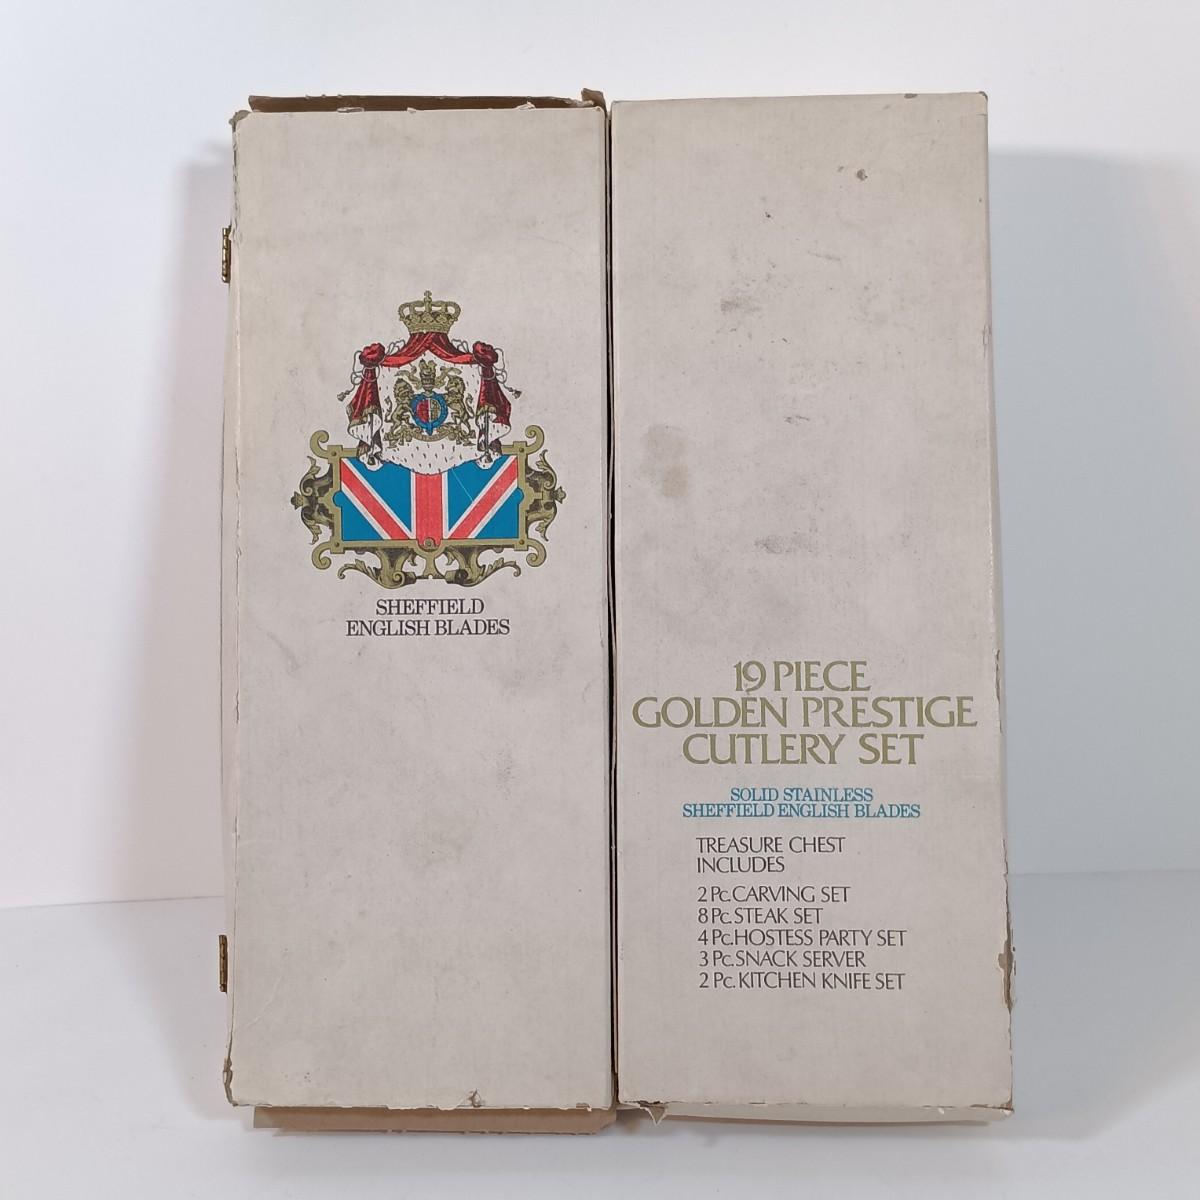 SHEFFIELD
ENGLISH BLADES
19 PIECE
GOLDEN PRESTIGE
CUTLERY SET
SOLID STAINLESS
SHEFFIELD ENGLISH BLADES
TREASURE CHEST
INCLUDES
2 Pc. CARVING SET
8 Pc. STEAK SET
4 Pc. HOSTESS PARTY SET
3 Pc. SNACK SERVER
2 Pc. KITCHEN KNIFE SET